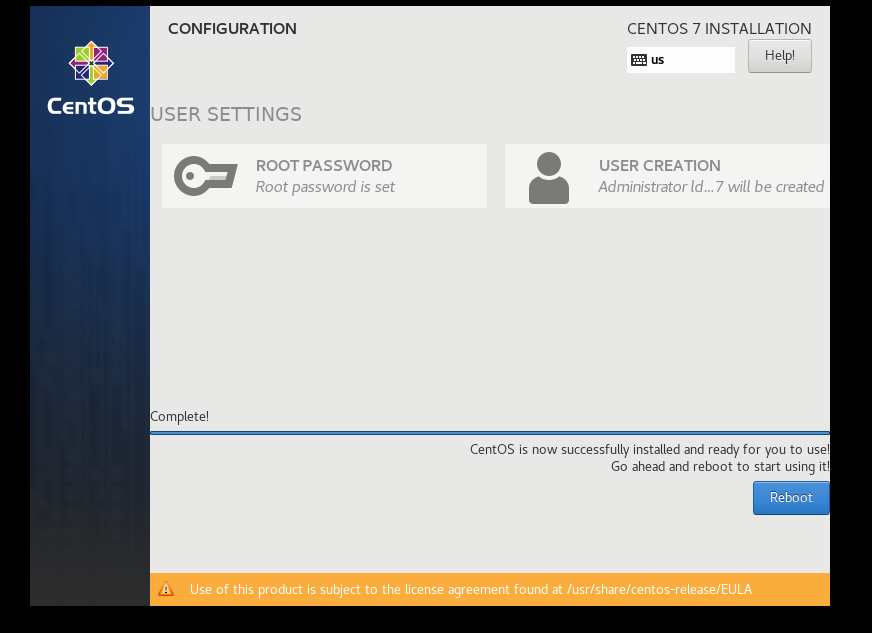 CentOS
CONFIGURATION
CENTOS 7 INSTALLATION
us
Help!
USER SETTINGS
ROOT PASSWORD
Root password is set
USER CREATION
Administrator ld...7 will be created
Complete!
CentOS is now successfully installed and ready for you to use!
Go ahead and reboot to start using it!
Reboot
Use of this product is subject to the license agreement found at /usr/share/centos-release/EULA